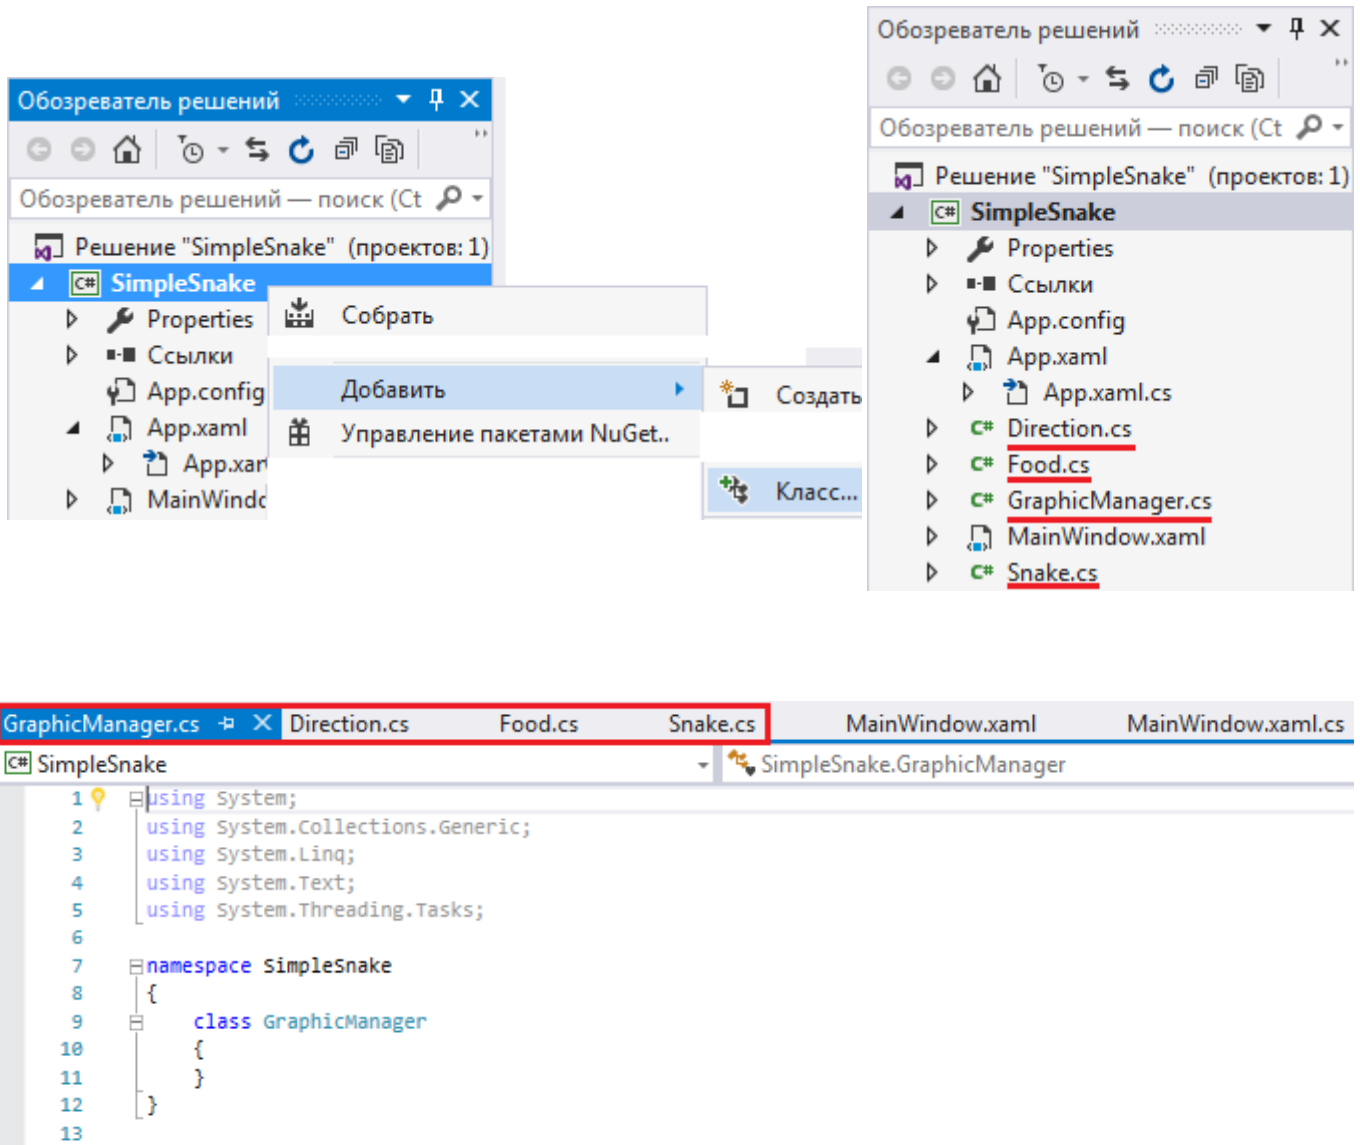 Обозреватель решений
Обозреватель решений — поиск (Ct
Решение "SimpleSnake" (проектов: 1)
C# SimpleSnake
Properties
Ссылки
App.config
App.xaml
App.xar
MainWindo
Собрать
Добавить
Управление пакетами NuGet..
Создать
Класс...
Обозреватель решений
Обозреватель решений — поиск (Ct
Решение "SimpleSnake" (проектов: 1)
C# SimpleSnake
Properties
Ссылки
App.config
App.xaml
App.xaml.cs
C# Direction.cs
C# Food.cs
C# GraphicManager.cs
MainWindow.xaml
C# Snake.cs
GraphicManager.cs Direction.cs Food.cs Snake.cs MainWindow.xaml MainWindow.xaml.cs
C# SimpleSnake SimpleSnake.GraphicManager
1 using System;
2 using System.Collections.Generic;
3 using System.Linq;
4 using System.Text;
5 using System.Threading.Tasks;
6
7 namespace SimpleSnake
8 {
9 class GraphicManager
10 {
11 }
12 }
13